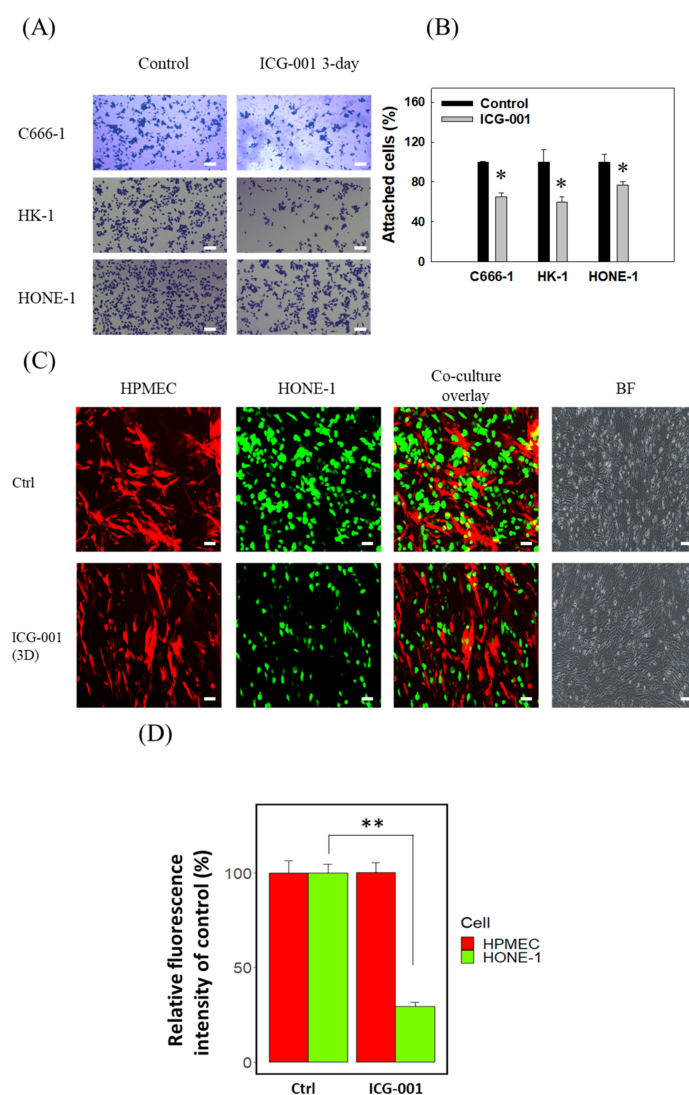 (A)
Control
ICG-001 3-day
C666-1
HK-1
HONE-1
(B)
Attached cells (%)
160
120
80
40
0
Control
ICG-001
*
*
*
C666-1
HK-1
HONE-1
(C)
HPMEC
HONE-1
Co-culture
overlay
BF
Ctrl
ICG-001
(3D)
(D)
Relative fluorescence
intensity of control (%)
100
50
0
**
Cell
HPMEC
HONE-1
Ctrl
ICG-001